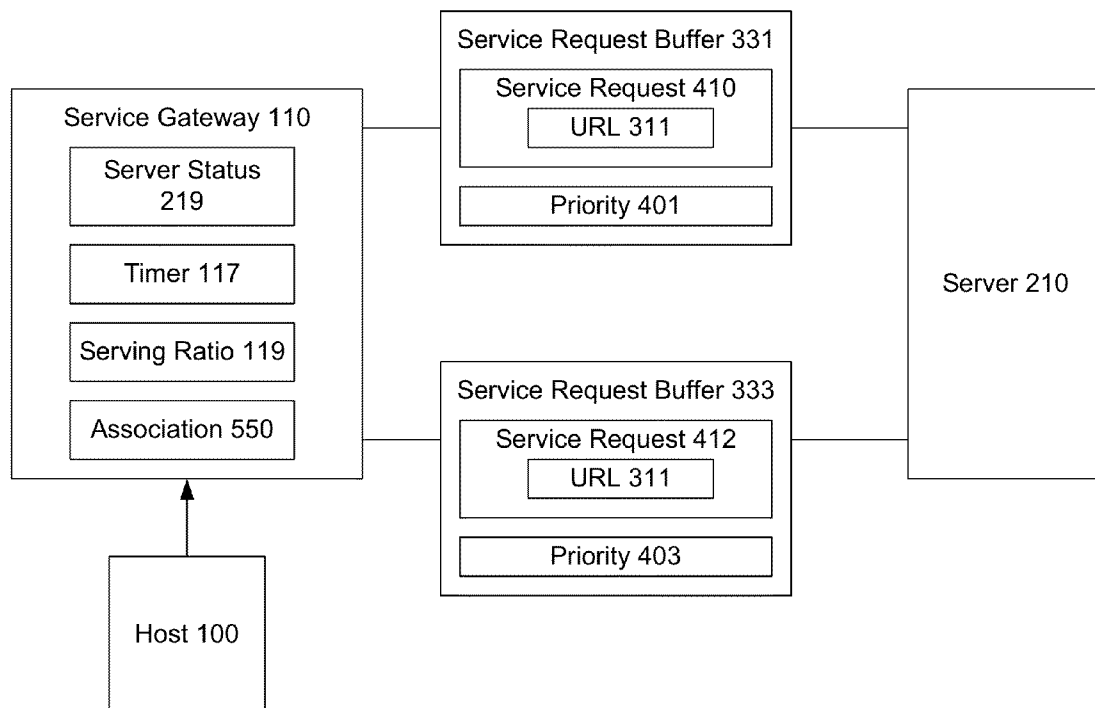 Service Gateway 110
Server Status
219
Timer 117
Serving Ratio 119
Association 550
Host 100
Service Request Buffer 331
Service Request 410
URL 311
Priority 401
Service Request Buffer 333
Service Request 412
URL 311
Priority 403
Server 210